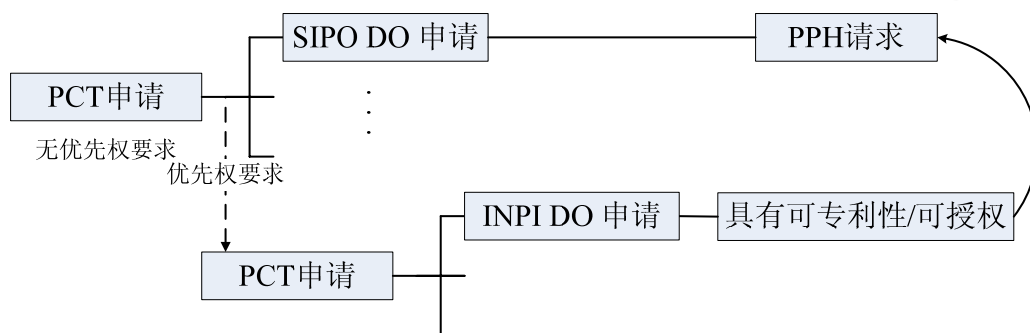 SIPO DO 申请
PPH请求
PCT申请
无优先权要求
优先权要求
INPI DO 申请
具有可专利性/可授权
PCT申请